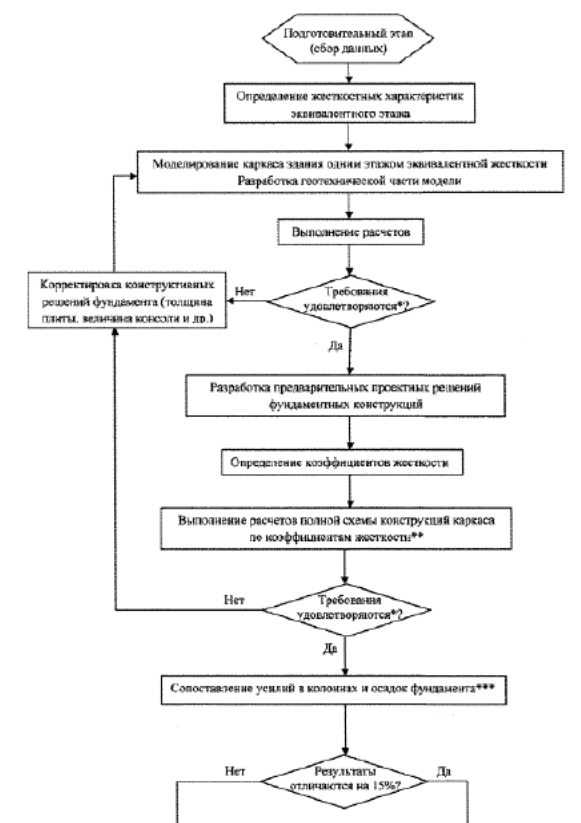 Подготовительный этап
(сбор данных)
Определение жесткостных характеристик
эквивалентного этажа
Моделирование каркаса здания одним этажом эквивалентной жесткости
Разработка геотехнической части модели
Выполнение расчетов
Корректировка конструктивных
решений фундамента (толщина
плиты, величина консоли и др.)
Нет
Требования
удовлетворяются*?
Да
Разработка предварительных проектных решений
фундаментных конструкций
Определение коэффициентов жесткости
Выполнение расчетов полной схемы конструкций каркаса
по коэффициентам жесткости**
Нет
Требования
удовлетворяются*?
Да
Сопоставление усилий в колоннах и осадок фундамента***
Нет
Результаты
отличаются на 15%?
Да